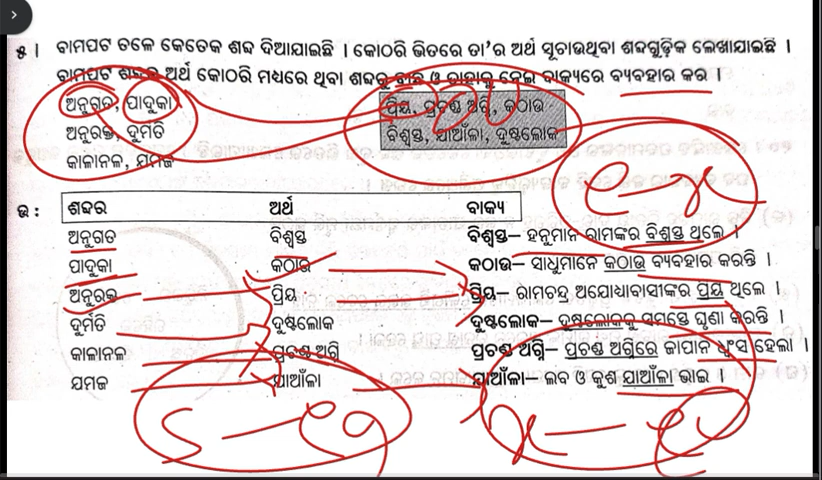 ୫ । ବାମପଟ ତଳେ କେତେକ ଶବ୍ଦ ଦିଆଯାଇଛି । କୋଠରି ଭିତରେ ତା'ର ଅର୍ଥ ସୂଚାଉଥିବା ଶବ୍ଦଗୁଡ଼ିକ ଲେଖାଯାଇଛି ।
ବାମପଟ ଶବ୍ଦର ଅର୍ଥ କୋଠରି ମଧ୍ୟରେ ଥିବା ଶବ୍ଦରୁ ବାଛ ଓ ତାହାକୁ ନେଇ ବାକ୍ୟରେ ବ୍ୟବହାର କର ।
ଅନୁଗତ, ପାଦୁକା ପ୍ରିୟ, ପ୍ରଚଣ୍ଡ ଅଗ୍ନି, କଠାଉ
ଅନୁରକ୍ତ, ଦୁର୍ମତି ବିଶ୍ୱସ୍ତ, ଯାଆଁଳା, ଦୁଷ୍ଟଲୋକ
କାଳାନଳ, ଯମଜ
e - x
ଉ : ଶବ୍ଦର ଅର୍ଥ ବାକ୍ୟ
ଅନୁଗତ ବିଶ୍ୱସ୍ତ ବିଶ୍ୱସ୍ତ– ହନୁମାନ ରାମଙ୍କର ବିଶ୍ୱସ୍ତ ଥିଲେ ।
ପାଦୁକା କଠାଉ କଠାଉ– ସାଧୁମାନେ କଠାଉ ବ୍ୟବହାର କରନ୍ତି ।
ଅନୁରକ୍ତ ପ୍ରିୟ ପ୍ରିୟ– ରାମଚନ୍ଦ୍ର ଅଯୋଧ୍ୟାବାସୀଙ୍କର ପ୍ରିୟ ଥିଲେ ।
ଦୁର୍ମତି ଦୁଷ୍ଟଲୋକ ଦୁଷ୍ଟଲୋକ– ଦୁଷ୍ଟଲୋକକୁ ସମସ୍ତେ ଘୃଣା କରନ୍ତି ।
କାଳାନଳ ପ୍ରଚଣ୍ଡ ଅଗ୍ନି ପ୍ରଚଣ୍ଡ ଅଗ୍ନି– ପ୍ରଚଣ୍ଡ ଅଗ୍ନିରେ ଜାପାନ ଧ୍ୱଂସ ହେଲା ।
ଯମଜ ଯାଆଁଳା ଯାଆଁଳା– ଲବ ଓ କୁଶ ଯାଆଁଳା ଭାଇ ।